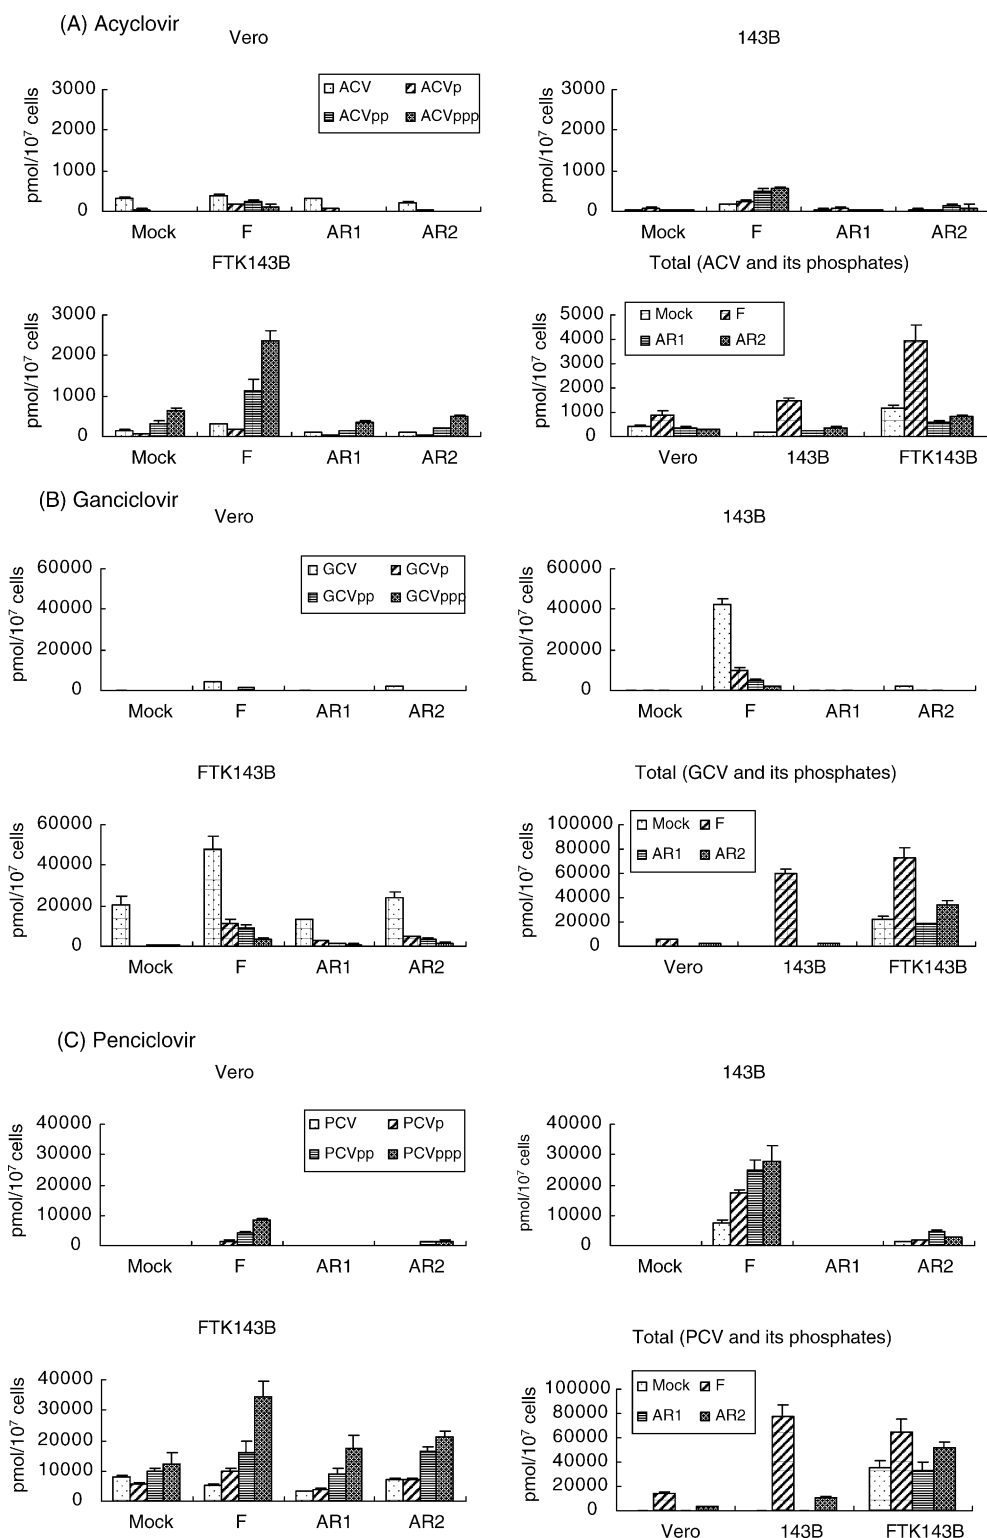 (A) Acyclovir
Vero
143B
pmol/10⁷ cells
3000
2000
1000
0
ACV ACVp
ACVpp ACVppp
Mock F AR1 AR2
pmol/10⁷ cells
3000
2000
1000
0
Mock F AR1 AR2
FTK143B
Total (ACV and its phosphates)
pmol/10⁷ cells
3000
2000
1000
0
Mock F AR1 AR2
pmol/10⁷ cells
5000
4000
3000
2000
1000
0
Mock F
AR1 AR2
Vero 143B FTK143B
(B) Ganciclovir
Vero
143B
pmol/10⁷ cells
60000
40000
20000
0
GCV GCVp
GCVpp GCVppp
Mock F AR1 AR2
pmol/10⁷ cells
60000
40000
20000
0
Mock F AR1 AR2
FTK143B
Total (GCV and its phosphates)
pmol/10⁷ cells
60000
40000
20000
0
Mock F AR1 AR2
pmol/10⁷ cells
100000
80000
60000
40000
20000
0
Mock F
AR1 AR2
Vero 143B FTK143B
(C) Penciclovir
Vero
143B
pmol/10⁷ cells
40000
30000
20000
10000
0
PCV PCVp
PCVpp PCVppp
Mock F AR1 AR2
pmol/10⁷ cells
40000
30000
20000
10000
0
Mock F AR1 AR2
FTK143B
Total (PCV and its phosphates)
pmol/10⁷ cells
40000
30000
20000
10000
0
Mock F AR1 AR2
pmol/10⁷ cells
100000
80000
60000
40000
20000
0
Mock F
AR1 AR2
Vero 143B FTK143B